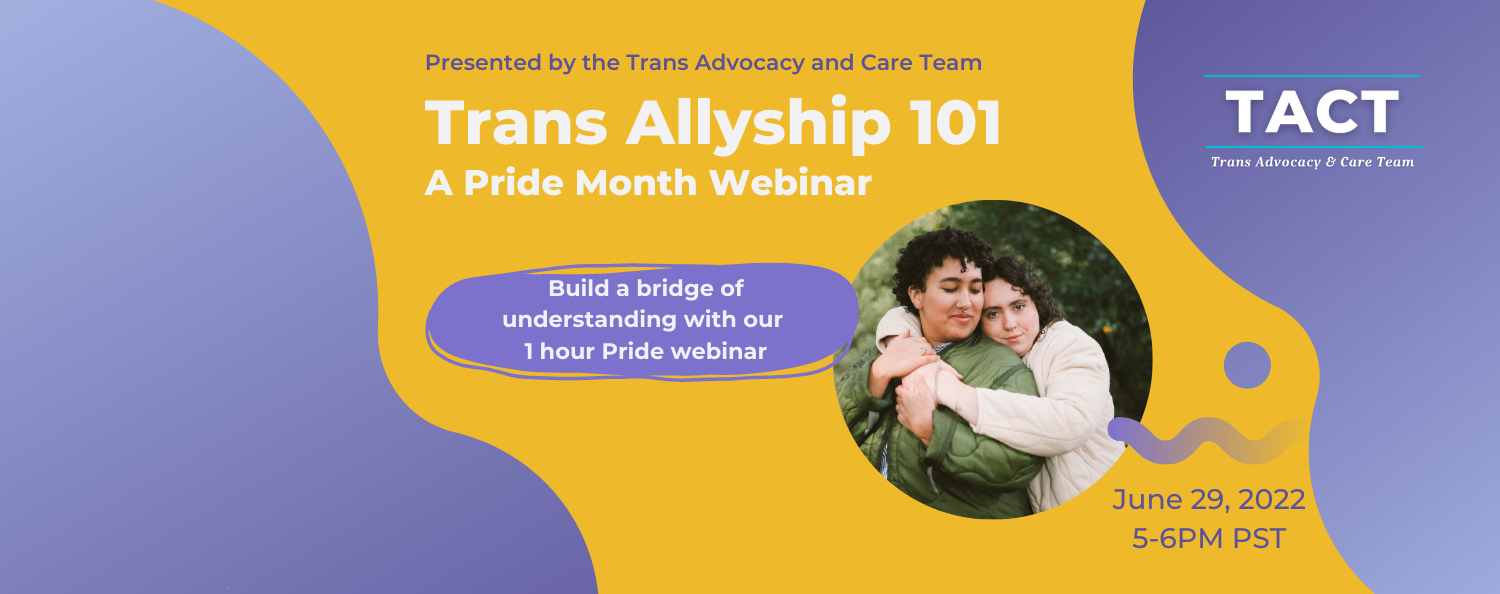 Presented by the Trans Advocacy and Care Team
Trans Allyship 101
A Pride Month Webinar
TACT
Trans Advocacy & Care Team
Build a bridge of
understanding with our
1 hour Pride webinar
June 29, 2022
5-6PM PST